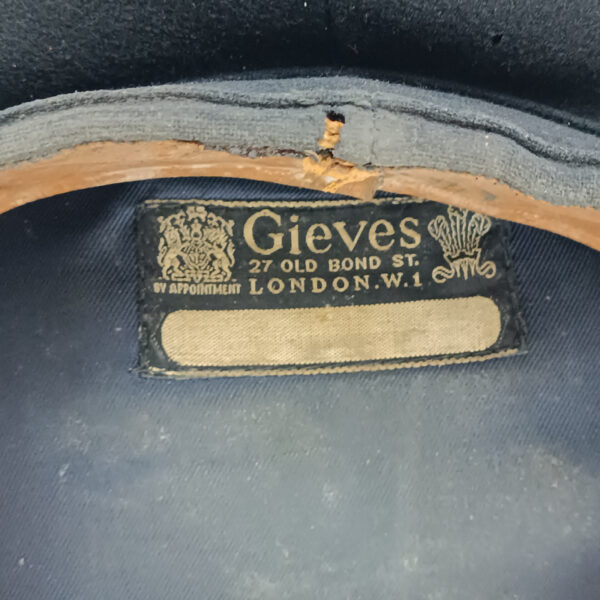 Gieves
27 OLD BOND ST.
BY APPOINTMENT LONDON.W.1